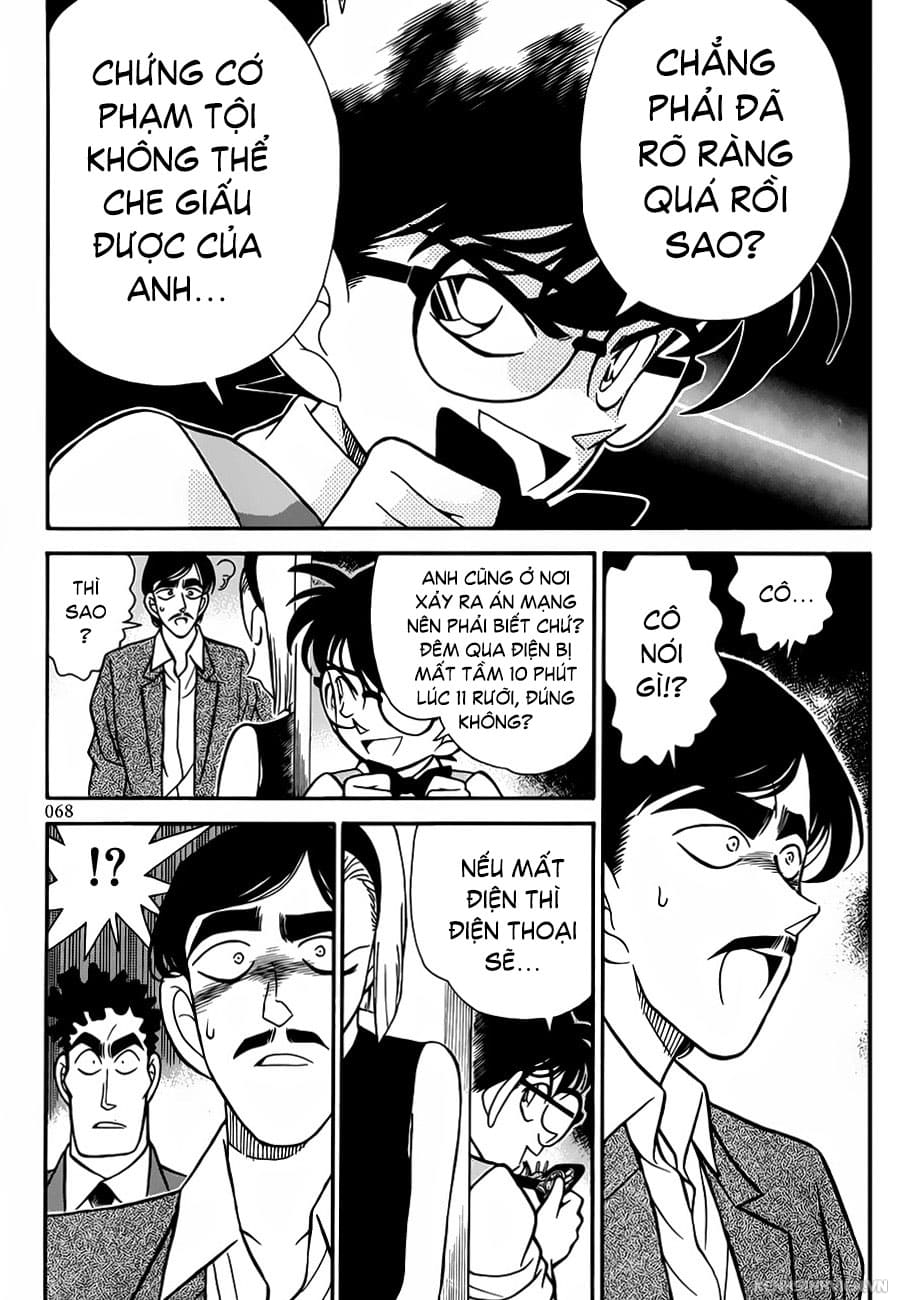 CHẲNG
PHẢI ĐÃ
RÕ RÀNG
QUÁ RỒI
SAO?
CHỨNG CỚ
PHẠM TỘI
KHÔNG THỂ
CHE GIẤU
ĐƯỢC CỦA
ANH...
CÔ...
CÔ
NÓI
GÌ!?
ANH CŨNG Ở NƠI
XẢY RA ÁN MẠNG
NÊN PHẢI BIẾT CHỨ?
ĐÊM QUA ĐIỆN BỊ
MẤT TẦM 10 PHÚT
LÚC 11 RƯỠI, ĐÚNG
KHÔNG?
THÌ
SAO
?
068
NẾU MẤT
ĐIỆN THÌ
ĐIỆN THOẠI
SẼ...
!?